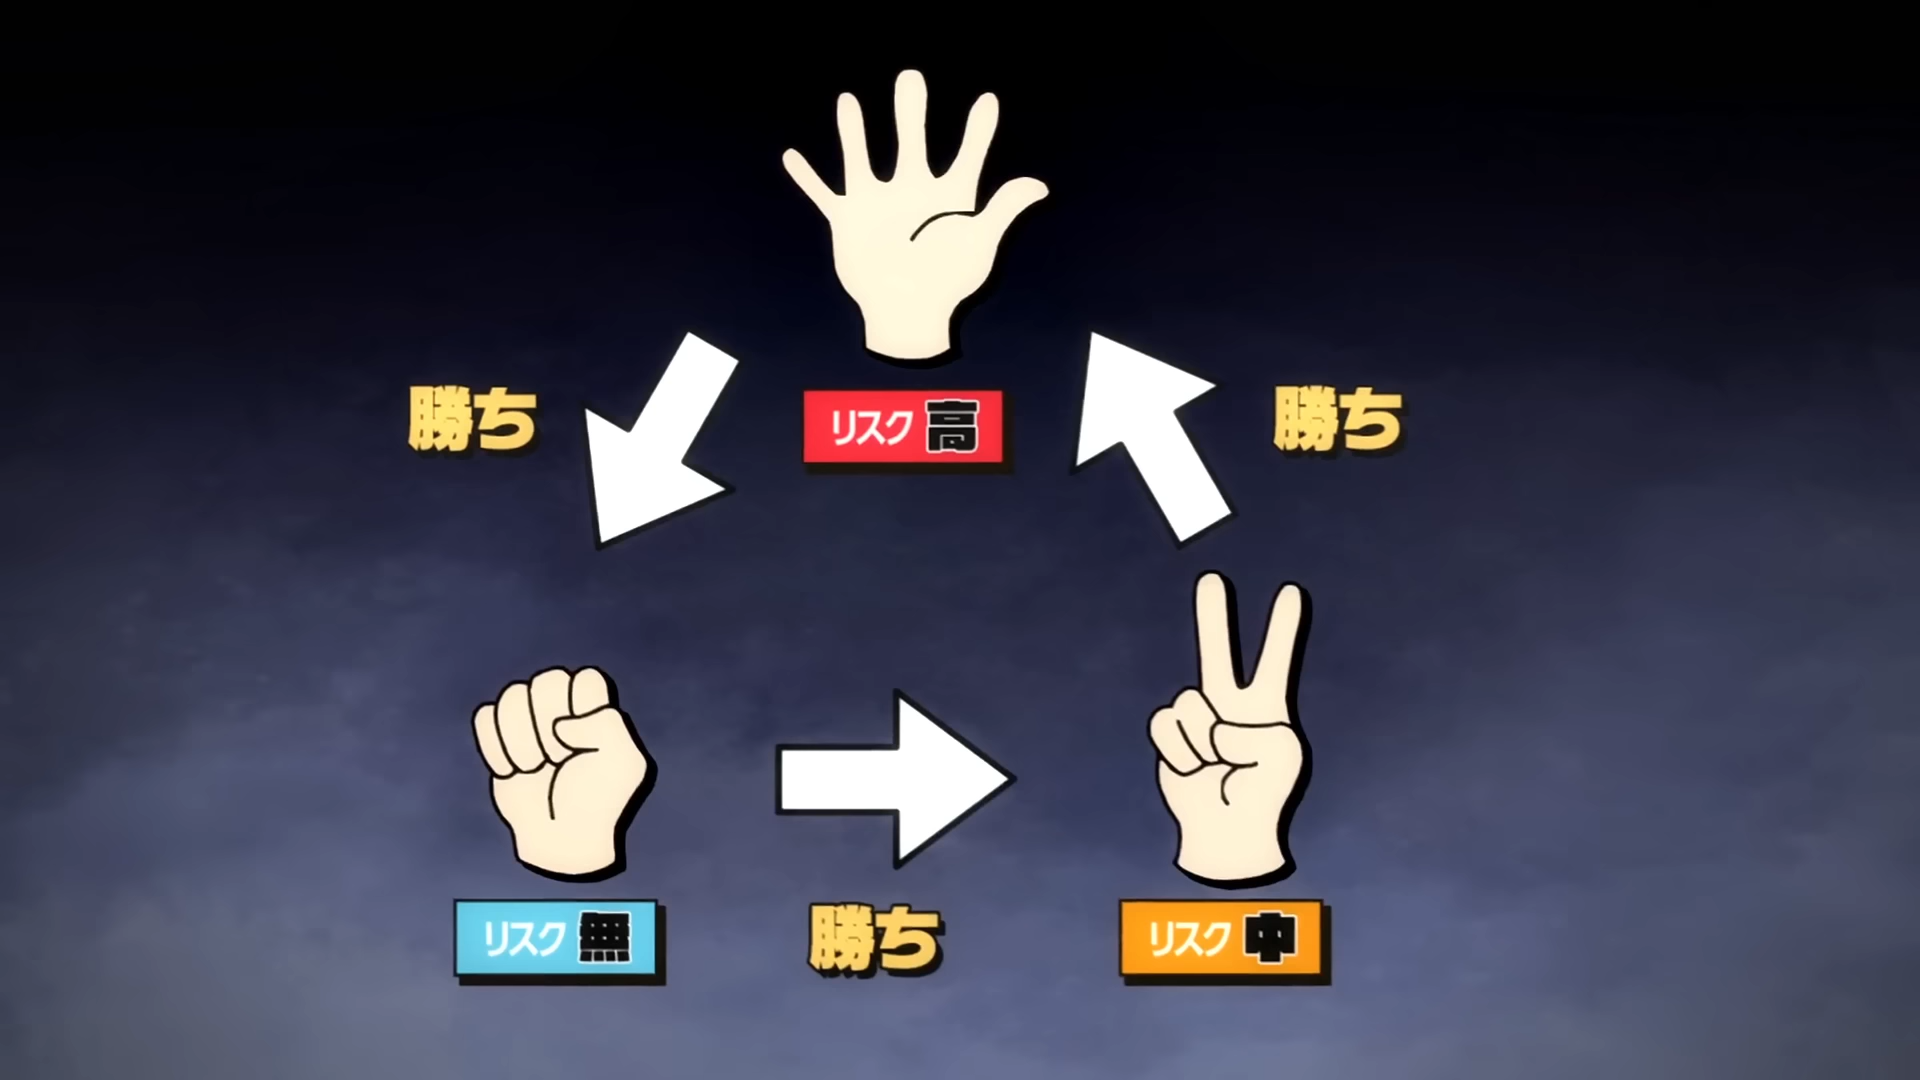 勝ち
リスク 高
勝ち
リスク 無
勝ち
リスク 中